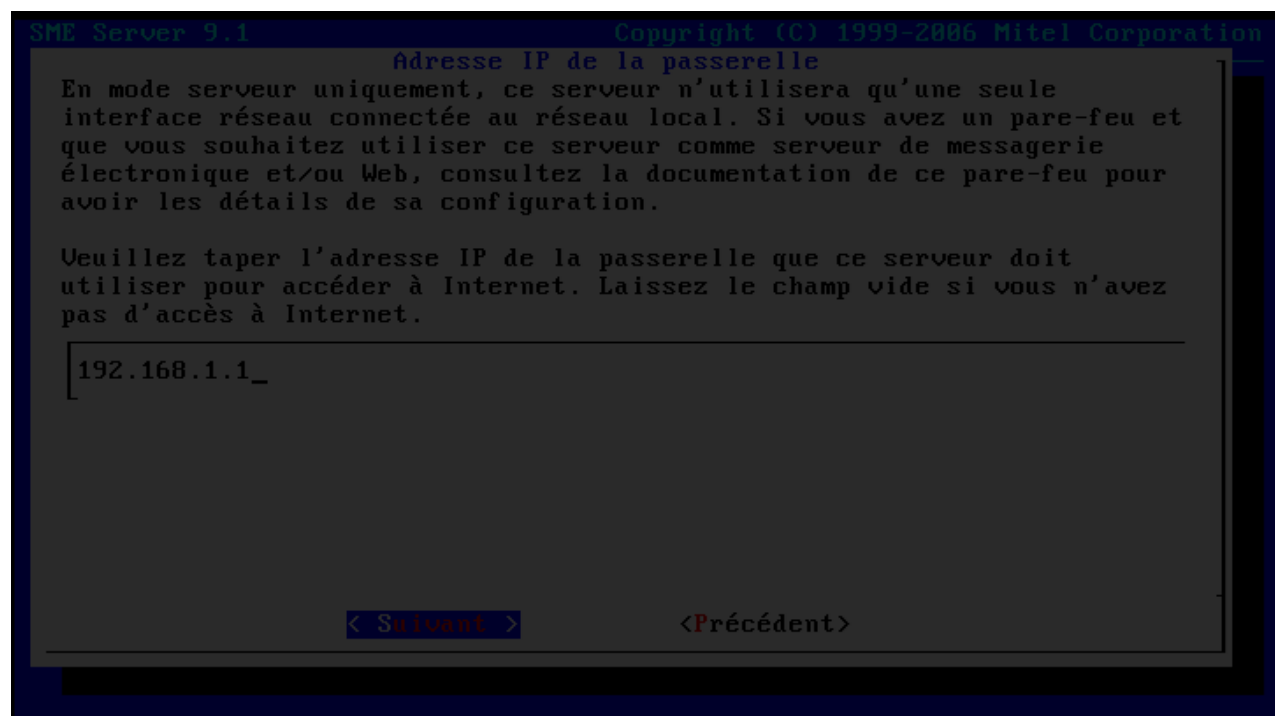 SME Server 9.1 Copyright (C) 1999-2006 Mitel Corporation
Adresse IP de la passerelle
En mode serveur uniquement, ce serveur n'utilisera qu'une seule
interface réseau connectée au réseau local. Si vous avez un pare-feu et
que vous souhaitez utiliser ce serveur comme serveur de messagerie
électronique et/ou Web, consultez la documentation de ce pare-feu pour
avoir les détails de sa configuration.
Veuillez taper l'adresse IP de la passerelle que ce serveur doit
utiliser pour accéder à Internet. Laissez le champ vide si vous n'avez
pas d'accès à Internet.
192.168.1.1_
< Suivant > <Précédent>